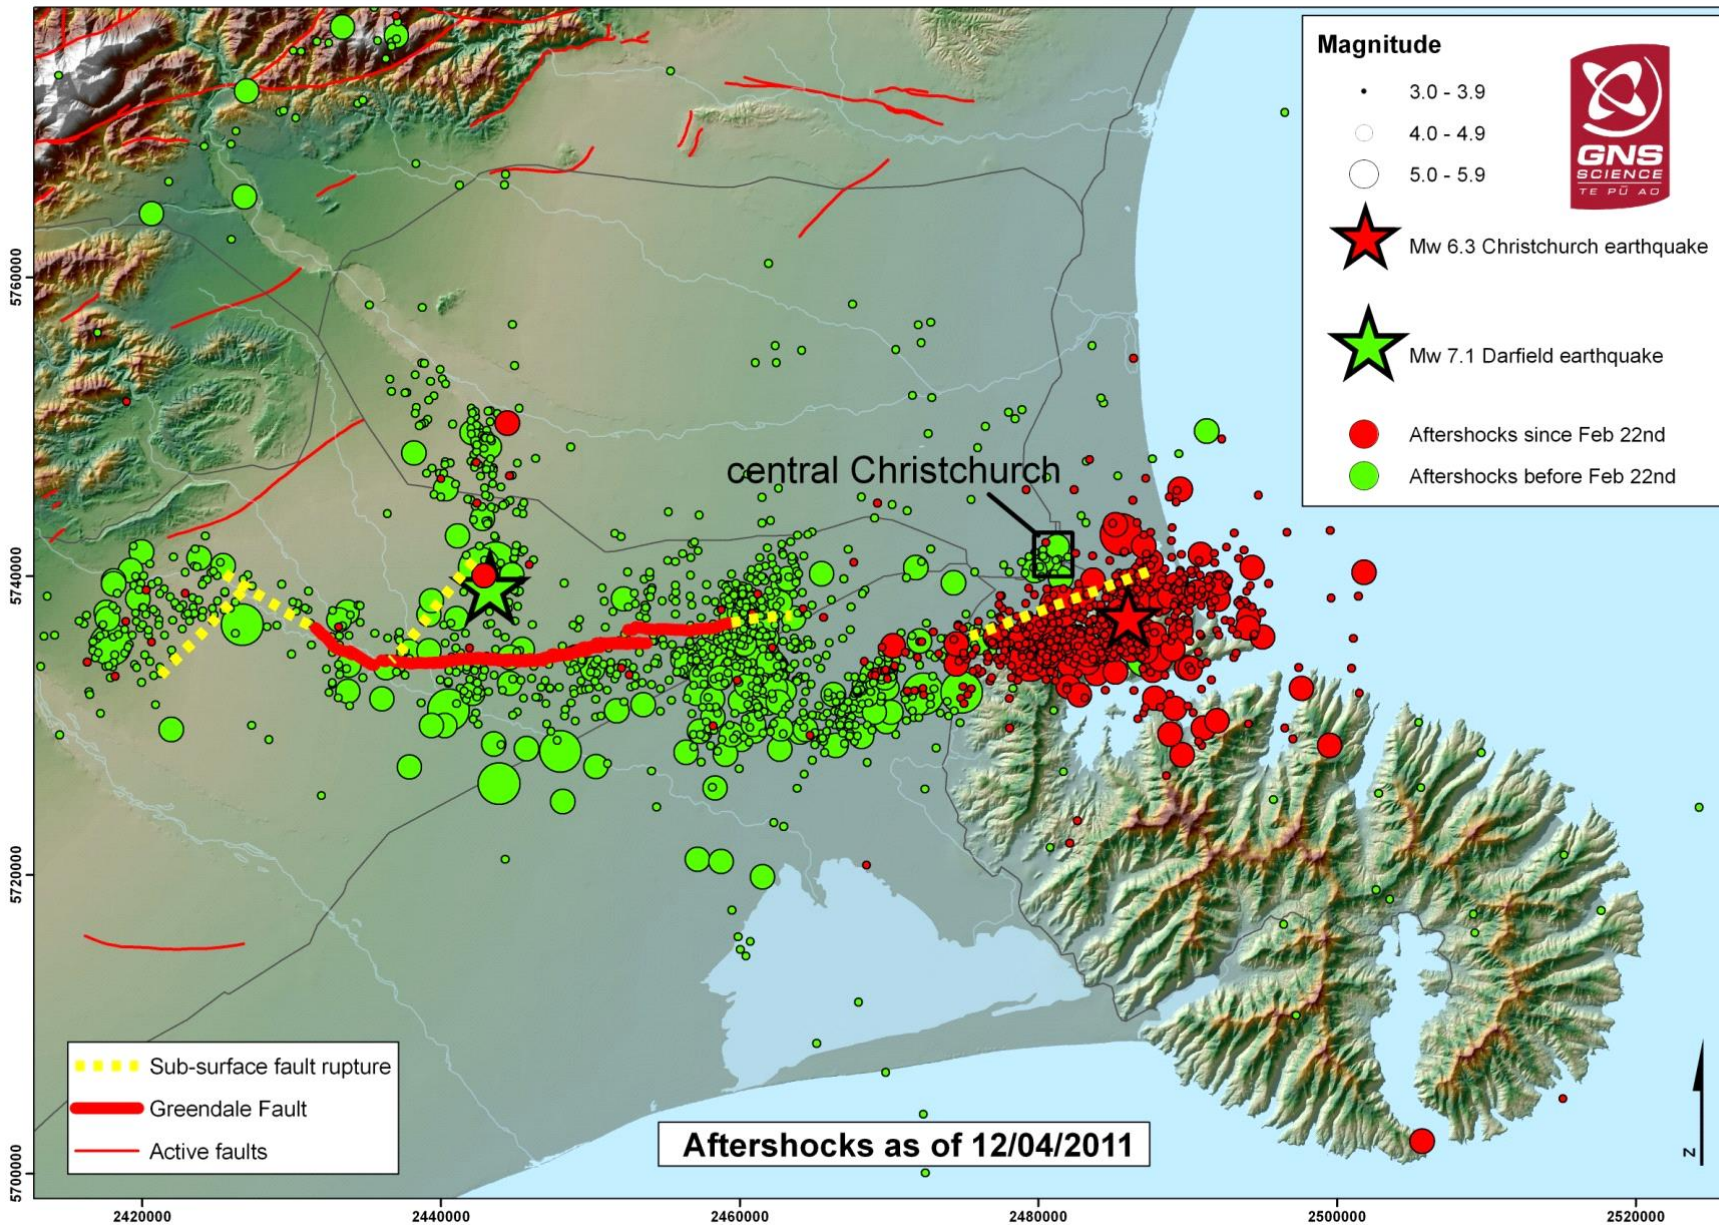 Magnitude
3.0 - 3.9
4.0 - 4.9
5.0 - 5.9
GNS
SCIENCE
TE PŪ AO
Mw 6.3 Christchurch earthquake
Mw 7.1 Darfield earthquake
Aftershocks since Feb 22nd
Aftershocks before Feb 22nd
central Christchurch
5760000
5740000
5720000
5700000
Sub-surface fault rupture
Greendale Fault
Active faults
Aftershocks as of 12/04/2011
N
2420000
2440000
2460000
2480000
2500000
2520000